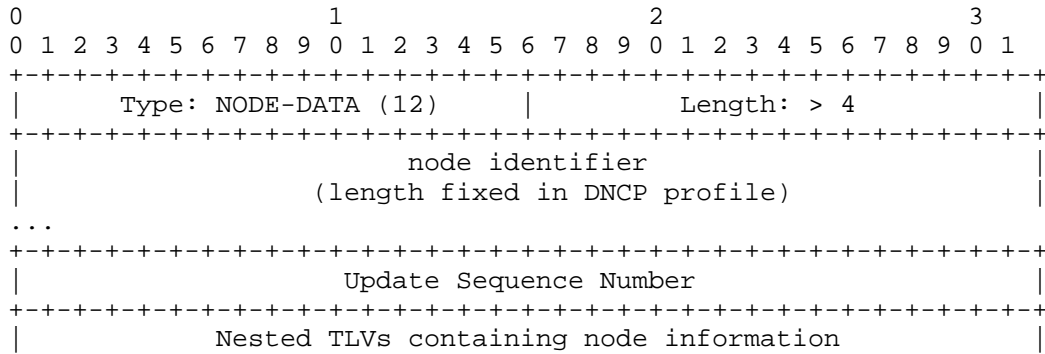 0                   1                   2                   3
0 1 2 3 4 5 6 7 8 9 0 1 2 3 4 5 6 7 8 9 0 1 2 3 4 5 6 7 8 9 0 1
+-+-+-+-+-+-+-+-+-+-+-+-+-+-+-+-+-+-+-+-+-+-+-+-+-+-+-+-+-+-+-+-+
|      Type: NODE-DATA (12)     |          Length: > 4          |
+-+-+-+-+-+-+-+-+-+-+-+-+-+-+-+-+-+-+-+-+-+-+-+-+-+-+-+-+-+-+-+-+
|                        node identifier                        |
|                  (length fixed in DNCP profile)               |
...
+-+-+-+-+-+-+-+-+-+-+-+-+-+-+-+-+-+-+-+-+-+-+-+-+-+-+-+-+-+-+-+-+
|                    Update Sequence Number                     |
+-+-+-+-+-+-+-+-+-+-+-+-+-+-+-+-+-+-+-+-+-+-+-+-+-+-+-+-+-+-+-+-+
|            Nested TLVs containing node information            |